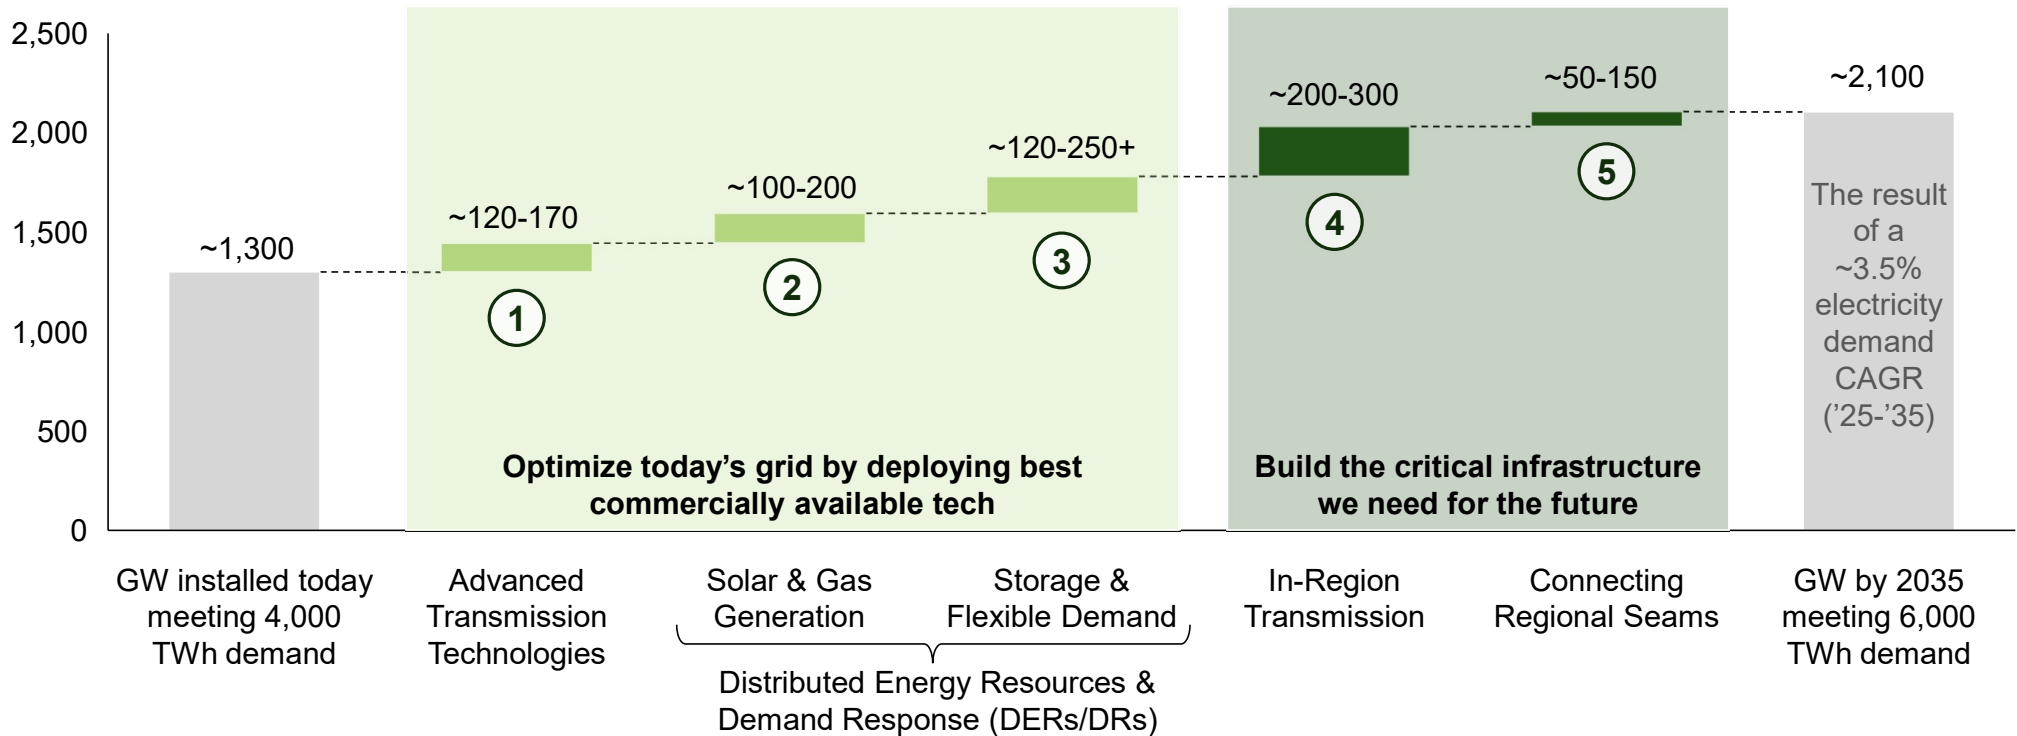 2,500
2,000
1,500
1,000
500
0
~1,300
~120-170
1
~100-200
2
~120-250+
3
Optimize today’s grid by deploying best
commercially available tech
~200-300
4
~50-150
5
Build the critical infrastructure
we need for the future
~2,100
The result
of a
~3.5%
electricity
demand
CAGR
(’25-’35)
GW installed today
meeting 4,000
TWh demand
Advanced
Transmission
Technologies
Solar & Gas
Generation
Storage &
Flexible Demand
Distributed Energy Resources &
Demand Response (DERs/DRs)
In-Region
Transmission
Connecting
Regional Seams
GW by 2035
meeting 6,000
TWh demand